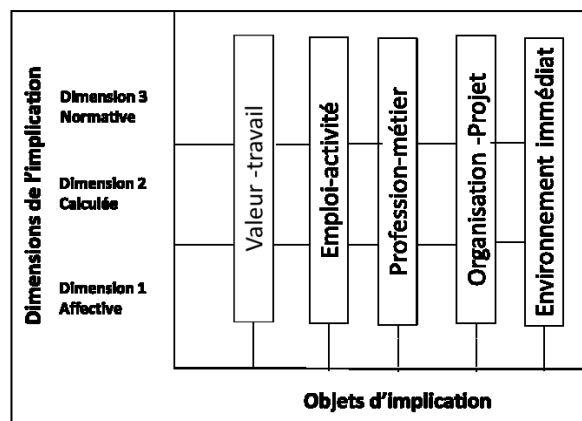 Dimensions de l'implication
Dimension 3
Normative
Dimension 2
Calculée
Dimension 1
Affective
Valeur -travail
Emploi-activité
Profession-métier
Organisation -Projet
Environnement immédiat
Objets d'implication